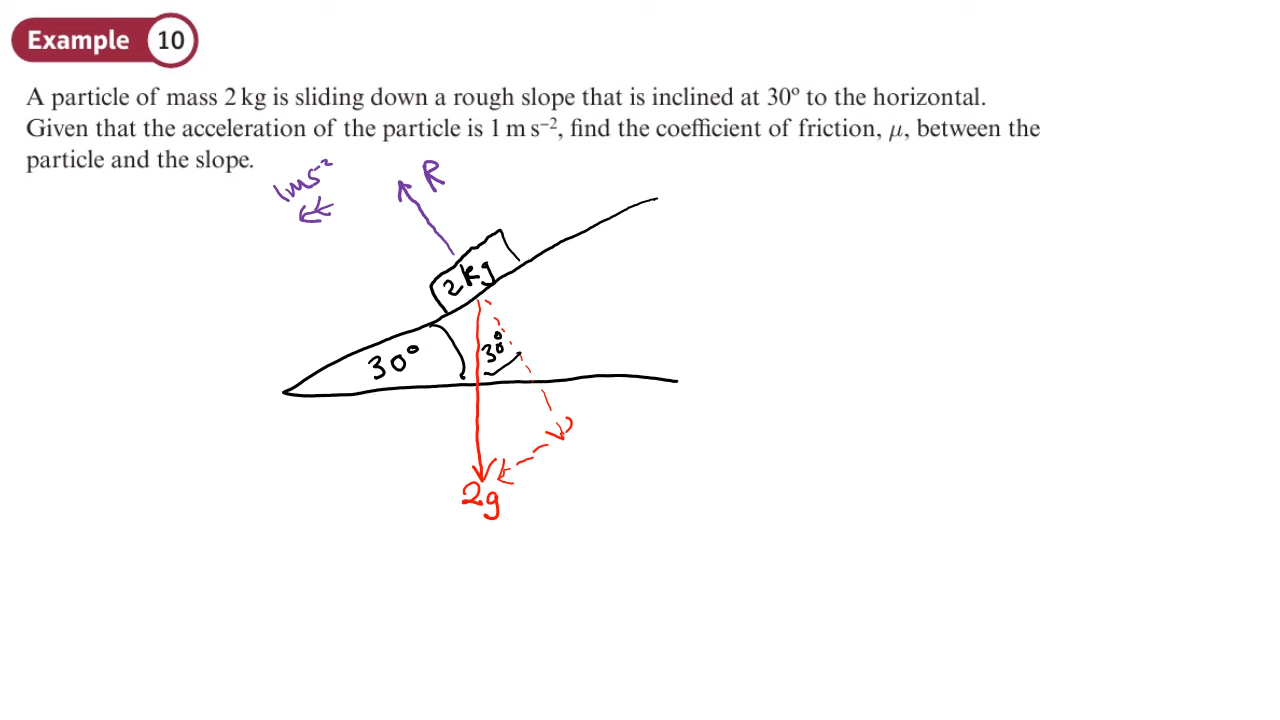 Example 10
A particle of mass 2 kg is sliding down a rough slope that is inclined at 30° to the horizontal.
Given that the acceleration of the particle is 1 m s⁻², find the coefficient of friction, μ, between the
particle and the slope.
1ms⁻²
R
2kg
30°
30°
2g